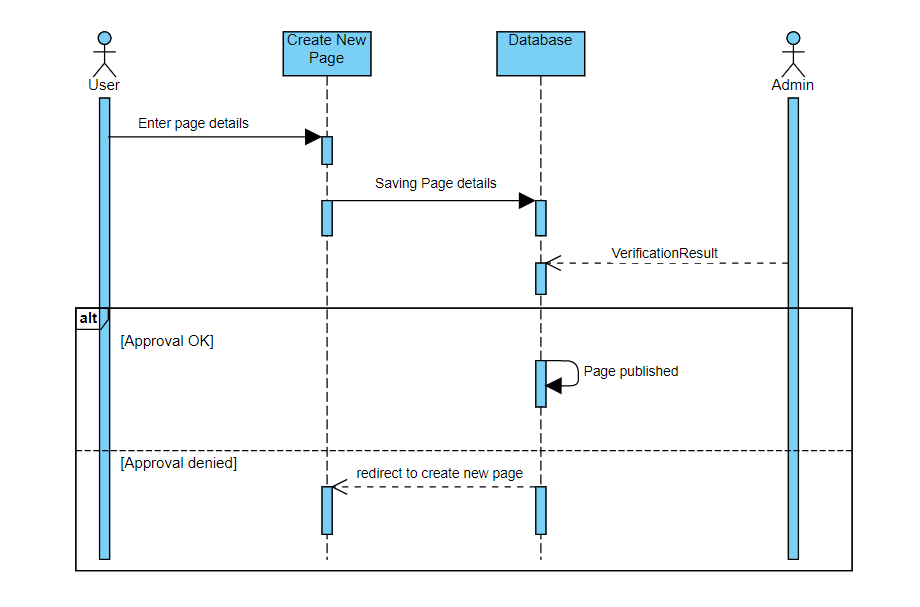 Create New
Page
Database
User
Admin
Enter page details
Saving Page details
VerificationResult
alt
[Approval OK]
Page published
[Approval denied]
redirect to create new page